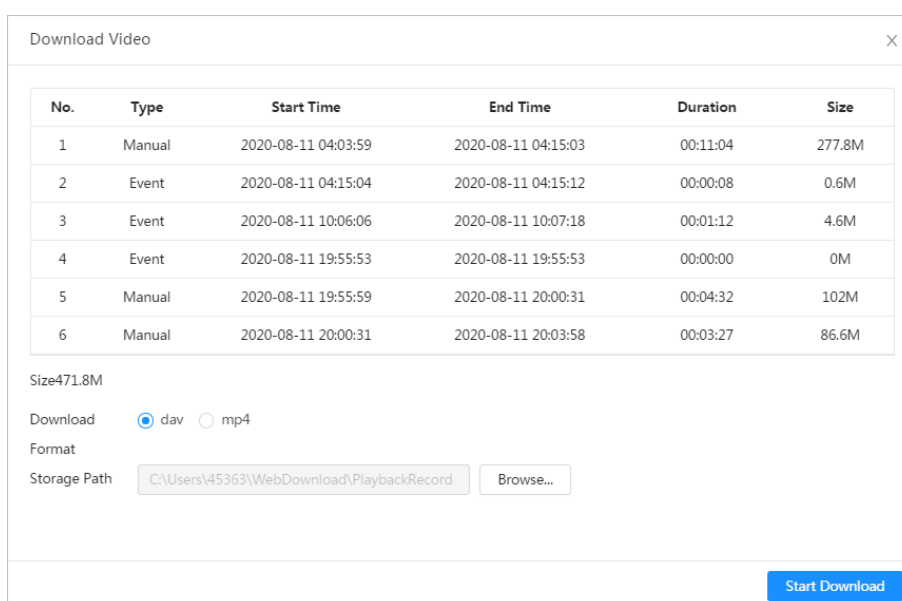 Download Video
No. Type Start Time End Time Duration Size
1 Manual 2020-08-11 04:03:59 2020-08-11 04:15:03 00:11:04 277.8M
2 Event 2020-08-11 04:15:04 2020-08-11 04:15:12 00:00:08 0.6M
3 Event 2020-08-11 10:06:06 2020-08-11 10:07:18 00:01:12 4.6M
4 Event 2020-08-11 19:55:53 2020-08-11 19:55:53 00:00:00 0M
5 Manual 2020-08-11 19:55:59 2020-08-11 20:00:31 00:04:32 102M
6 Manual 2020-08-11 20:00:31 2020-08-11 20:03:58 00:03:27 86.6M
Size471.8M
Download dav mp4
Format
Storage Path C:\Users\45363\WebDownload\PlaybackRecord Browse...
Start Download